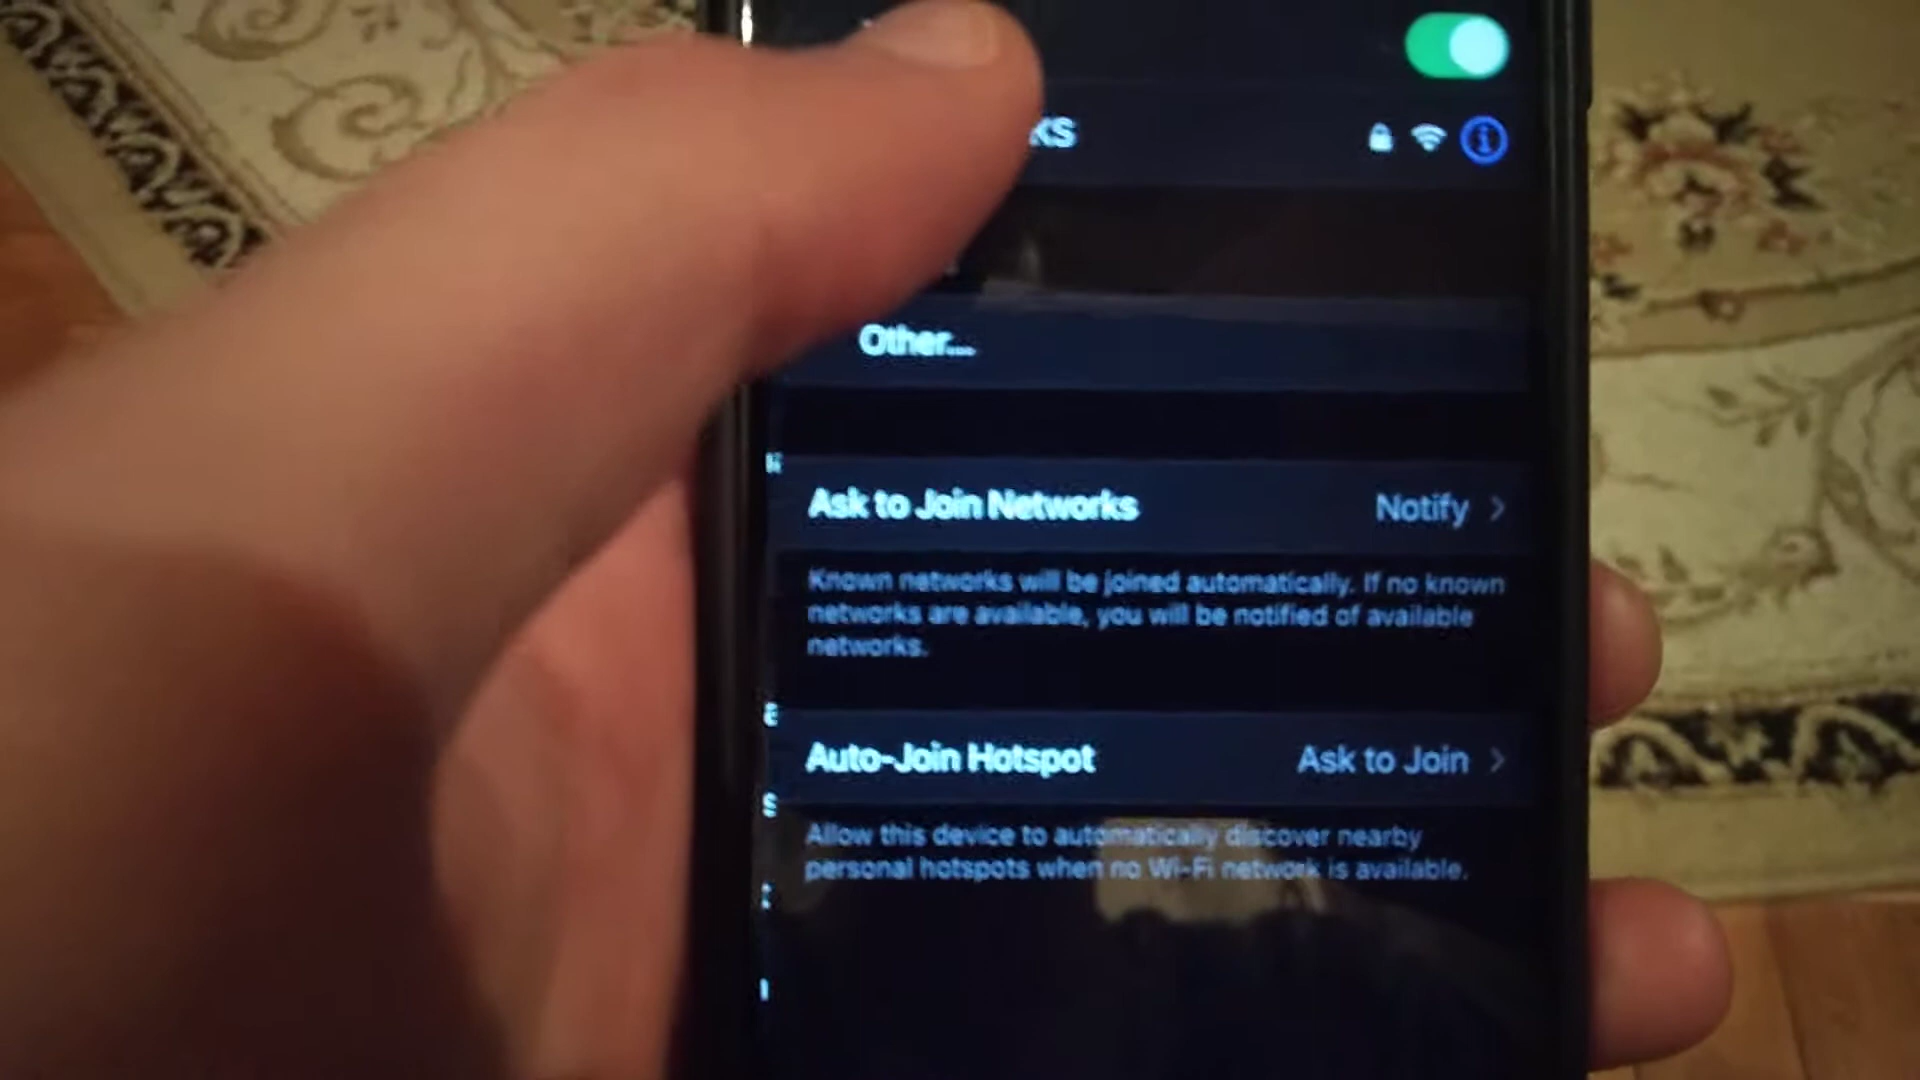 KS
Other...
Ask to Join Networks Notify
Known networks will be joined automatically. If no known
networks are available, you will be notified of available
networks.
Auto-Join Hotspot Ask to Join
Allow this device to automatically discover nearby
personal hotspots when no Wi-Fi network is available.